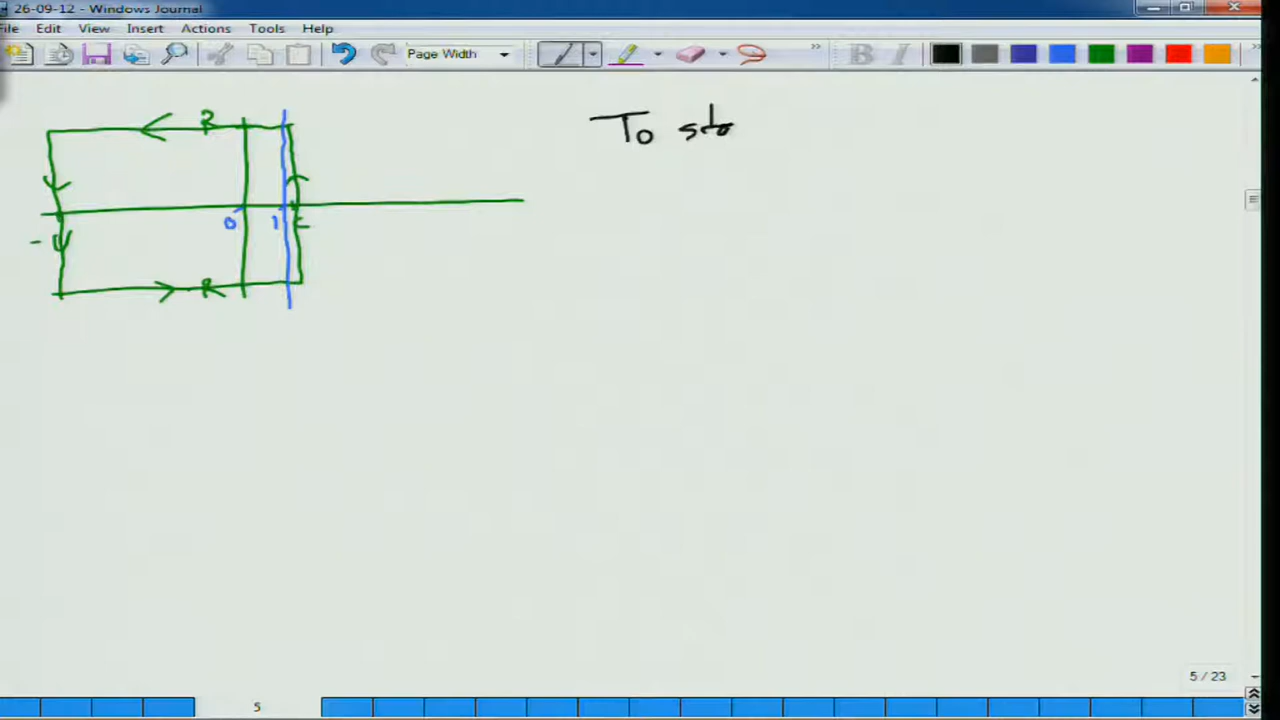 26-09-12 - Windows Journal
File Edit View Insert Actions Tools Help
Page Width
B I
R
To sto
0 1
c
- U
R
5 / 23
5